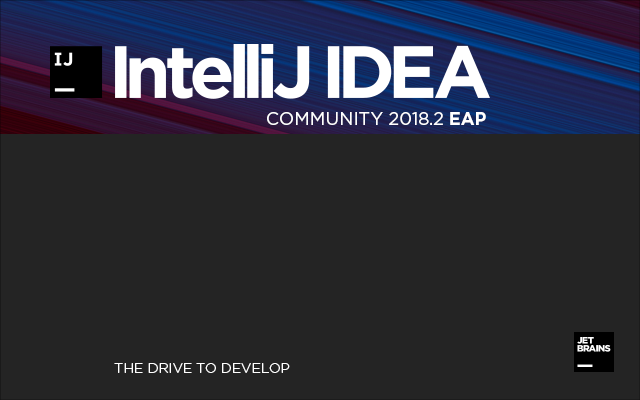 IJ
IntelliJ IDEA
COMMUNITY 2018.2 EAP
THE DRIVE TO DEVELOP
JET
BRAINS